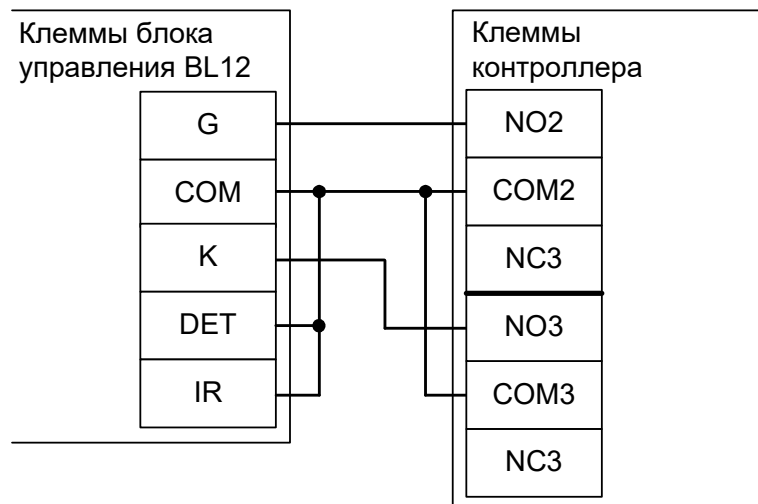 Клеммы блока
управления BL12
G
COM
K
DET
IR
Клеммы
контроллера
NO2
COM2
NC3
NO3
COM3
NC3